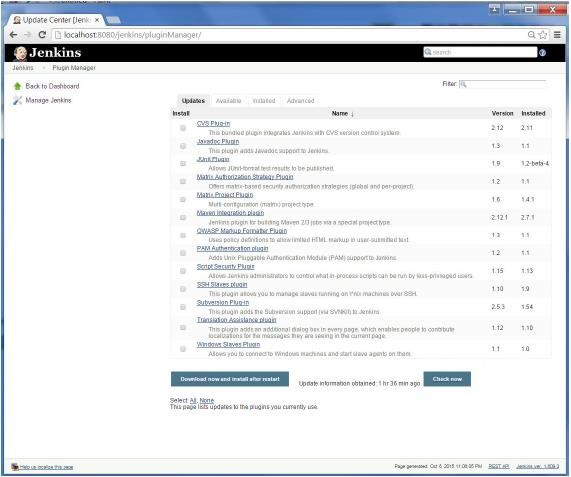 Update Center [Jenk
localhost:8080/jenkins/pluginManager/
Jenkins
search
Jenkins Plugin Manager
Back to Dashboard
Manage Jenkins
Filter:
Updates Available Installed Advanced
Install Name ↓ Version Installed
CVS Plug-in
This bundled plugin integrates Jenkins with CVS version control system.
2.12 2.11
Javadoc Plugin
This plugin adds Javadoc support to Jenkins.
1.3 1.1
JUnit Plugin
Allows JUnit-format test results to be published.
1.9 1.2-beta-4
Matrix Authorization Strategy Plugin
Offers matrix-based security authorization strategies (global and per-project).
1.2 1.1
Matrix Project Plugin
Multi-configuration (matrix) project type.
1.6 1.4.1
Maven Integration plugin
Jenkins plugin for building Maven 2/3 jobs via a special project type.
2.12.1 2.7.1
OWASP Markup Formatter Plugin
Uses policy definitions to allow limited HTML markup in user-submitted text.
1.3 1.1
PAM Authentication plugin
Adds Unix Pluggable Authentication Module (PAM) support to Jenkins.
1.2 1.1
Script Security Plugin
Allows Jenkins administrators to control what in-process scripts can be run by less-privileged users.
1.15 1.13
SSH Slaves plugin
This plugin allows you to manage slaves running on *nix machines over SSH.
1.10 1.9
Subversion Plug-in
This plugin adds the Subversion support (via SVNKit) to Jenkins.
2.5.3 1.54
Translation Assistance plugin
This plugin adds an additional dialog box in every page, which enables people to contribute
localizations for the messages they are seeing in the current page.
1.12 1.10
Windows Slaves Plugin
Allows you to connect to Windows machines and start slave agents on them.
1.1 1.0
Download now and install after restart
Update information obtained: 1 hr 36 min ago
Check now
Select: All, None
This page lists updates to the plugins you currently use.
Help us localize this page
Page generated: Oct 6, 2015 11:08:05 PM REST API Jenkins ver. 1.609.3